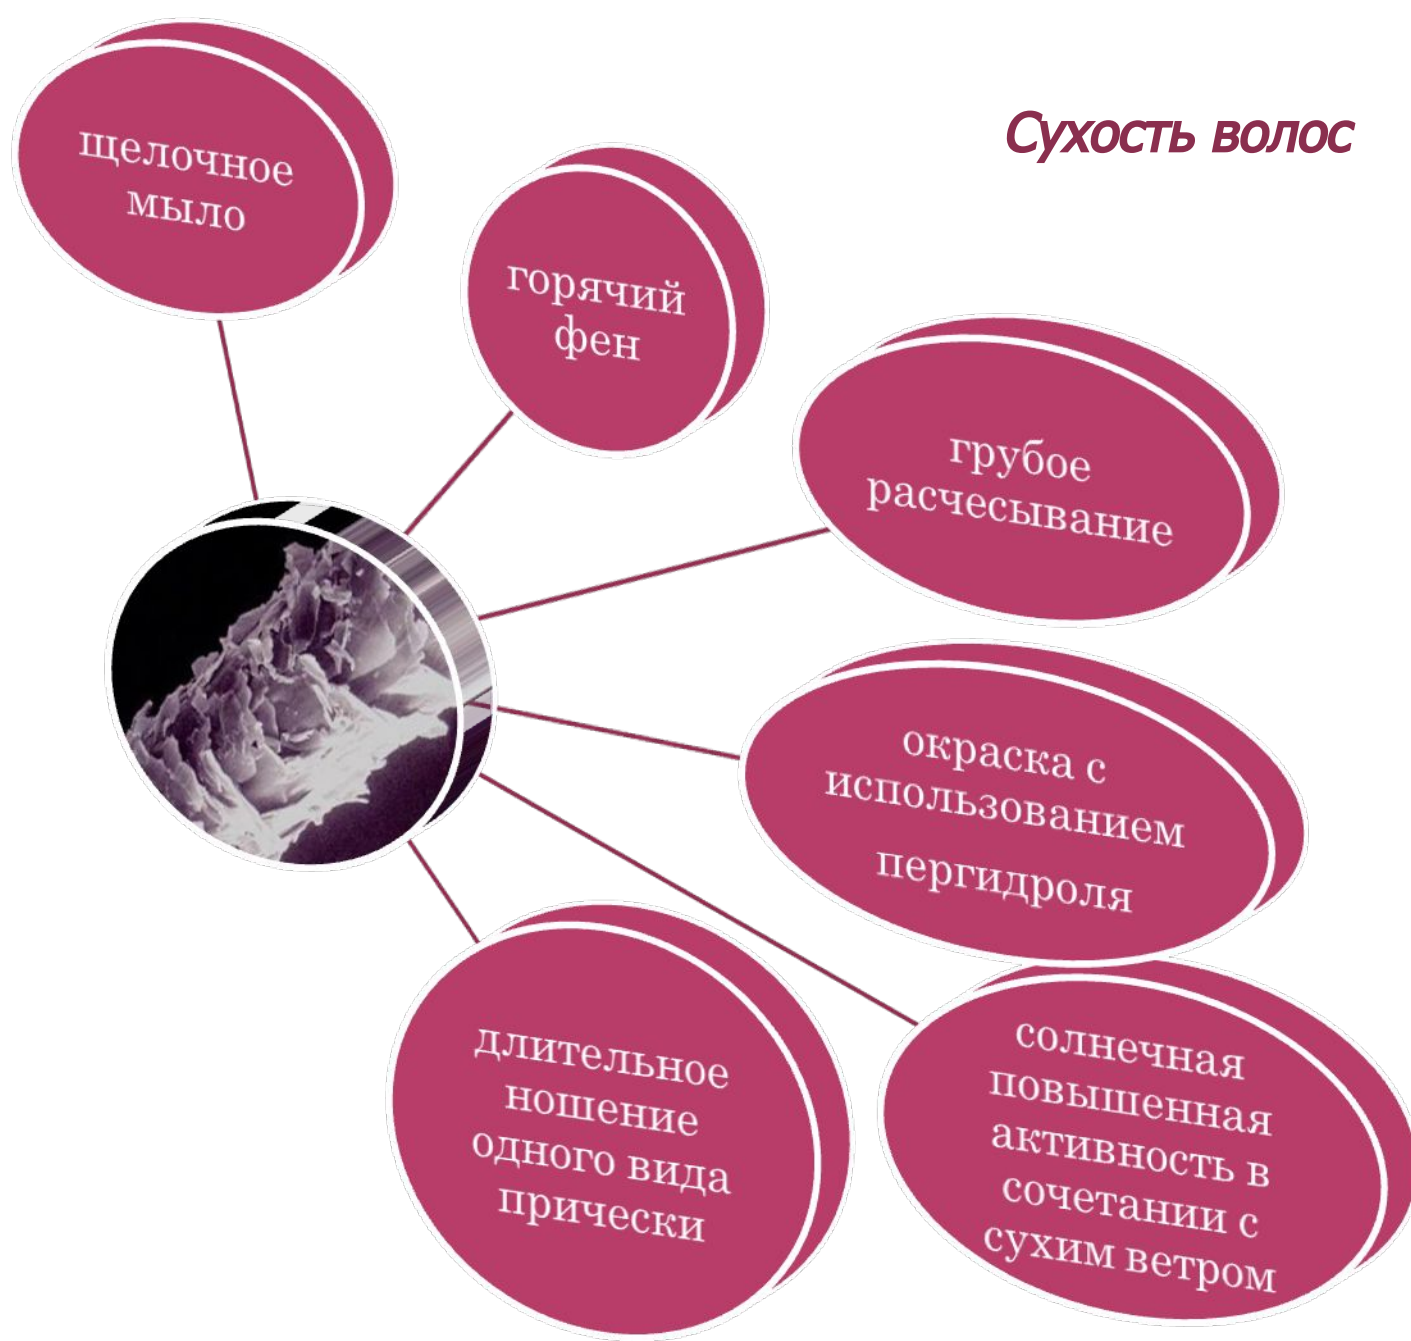 Сухость волос
щелочное
мыло
горячий
фен
грубое
расчесывание
окраска с
использованием
пергидроля
солнечная
повышенная
активность в
сочетании с
сухим ветром
длительное
ношение
одного вида
прически